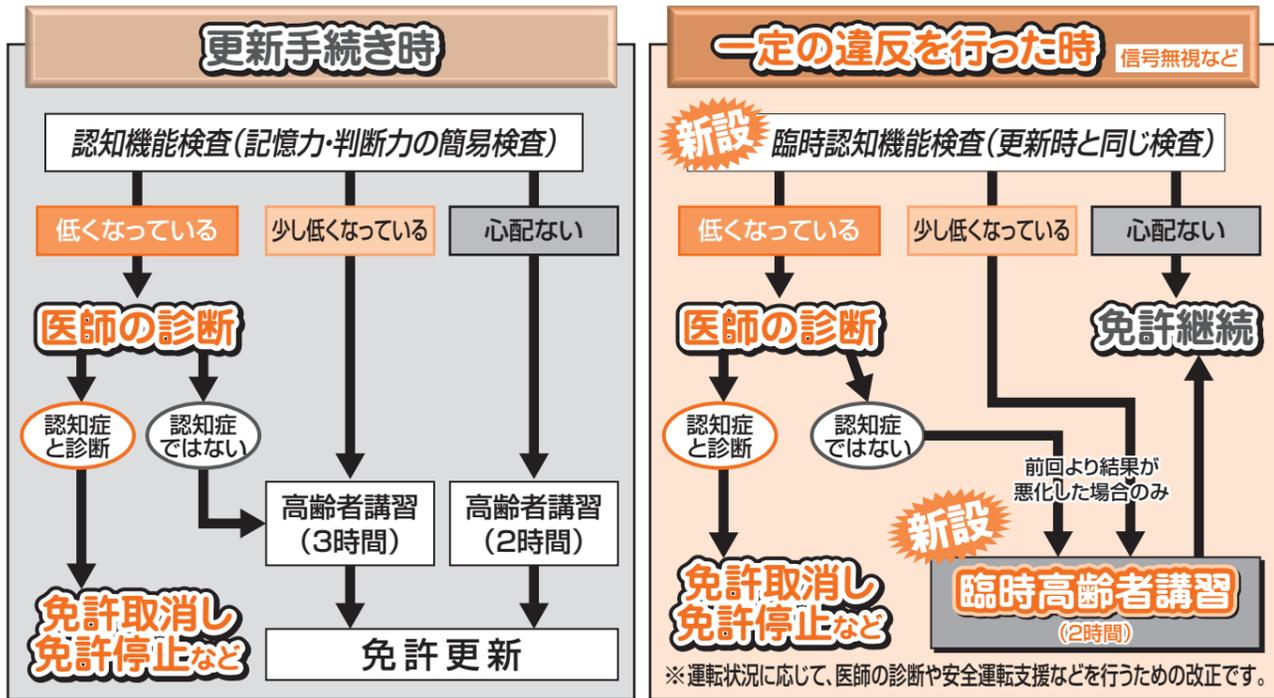 更新手続き時
認知機能検査(記憶力・判断力の簡易検査)
低くなっている
少し低くなっている
心配ない
医師の診断
認知症
と診断
認知症
ではない
高齢者講習
(3時間)
高齢者講習
(2時間)
免許取消し
免許停止など
免許更新
一定の違反を行った時
信号無視など
新設
臨時認知機能検査(更新時と同じ検査)
低くなっている
少し低くなっている
心配ない
医師の診断
免許継続
認知症
と診断
認知症
ではない
前回より結果が
悪化した場合のみ
新設
免許取消し
免許停止など
臨時高齢者講習
(2時間)
※運転状況に応じて、医師の診断や安全運転支援などを行うための改正です。